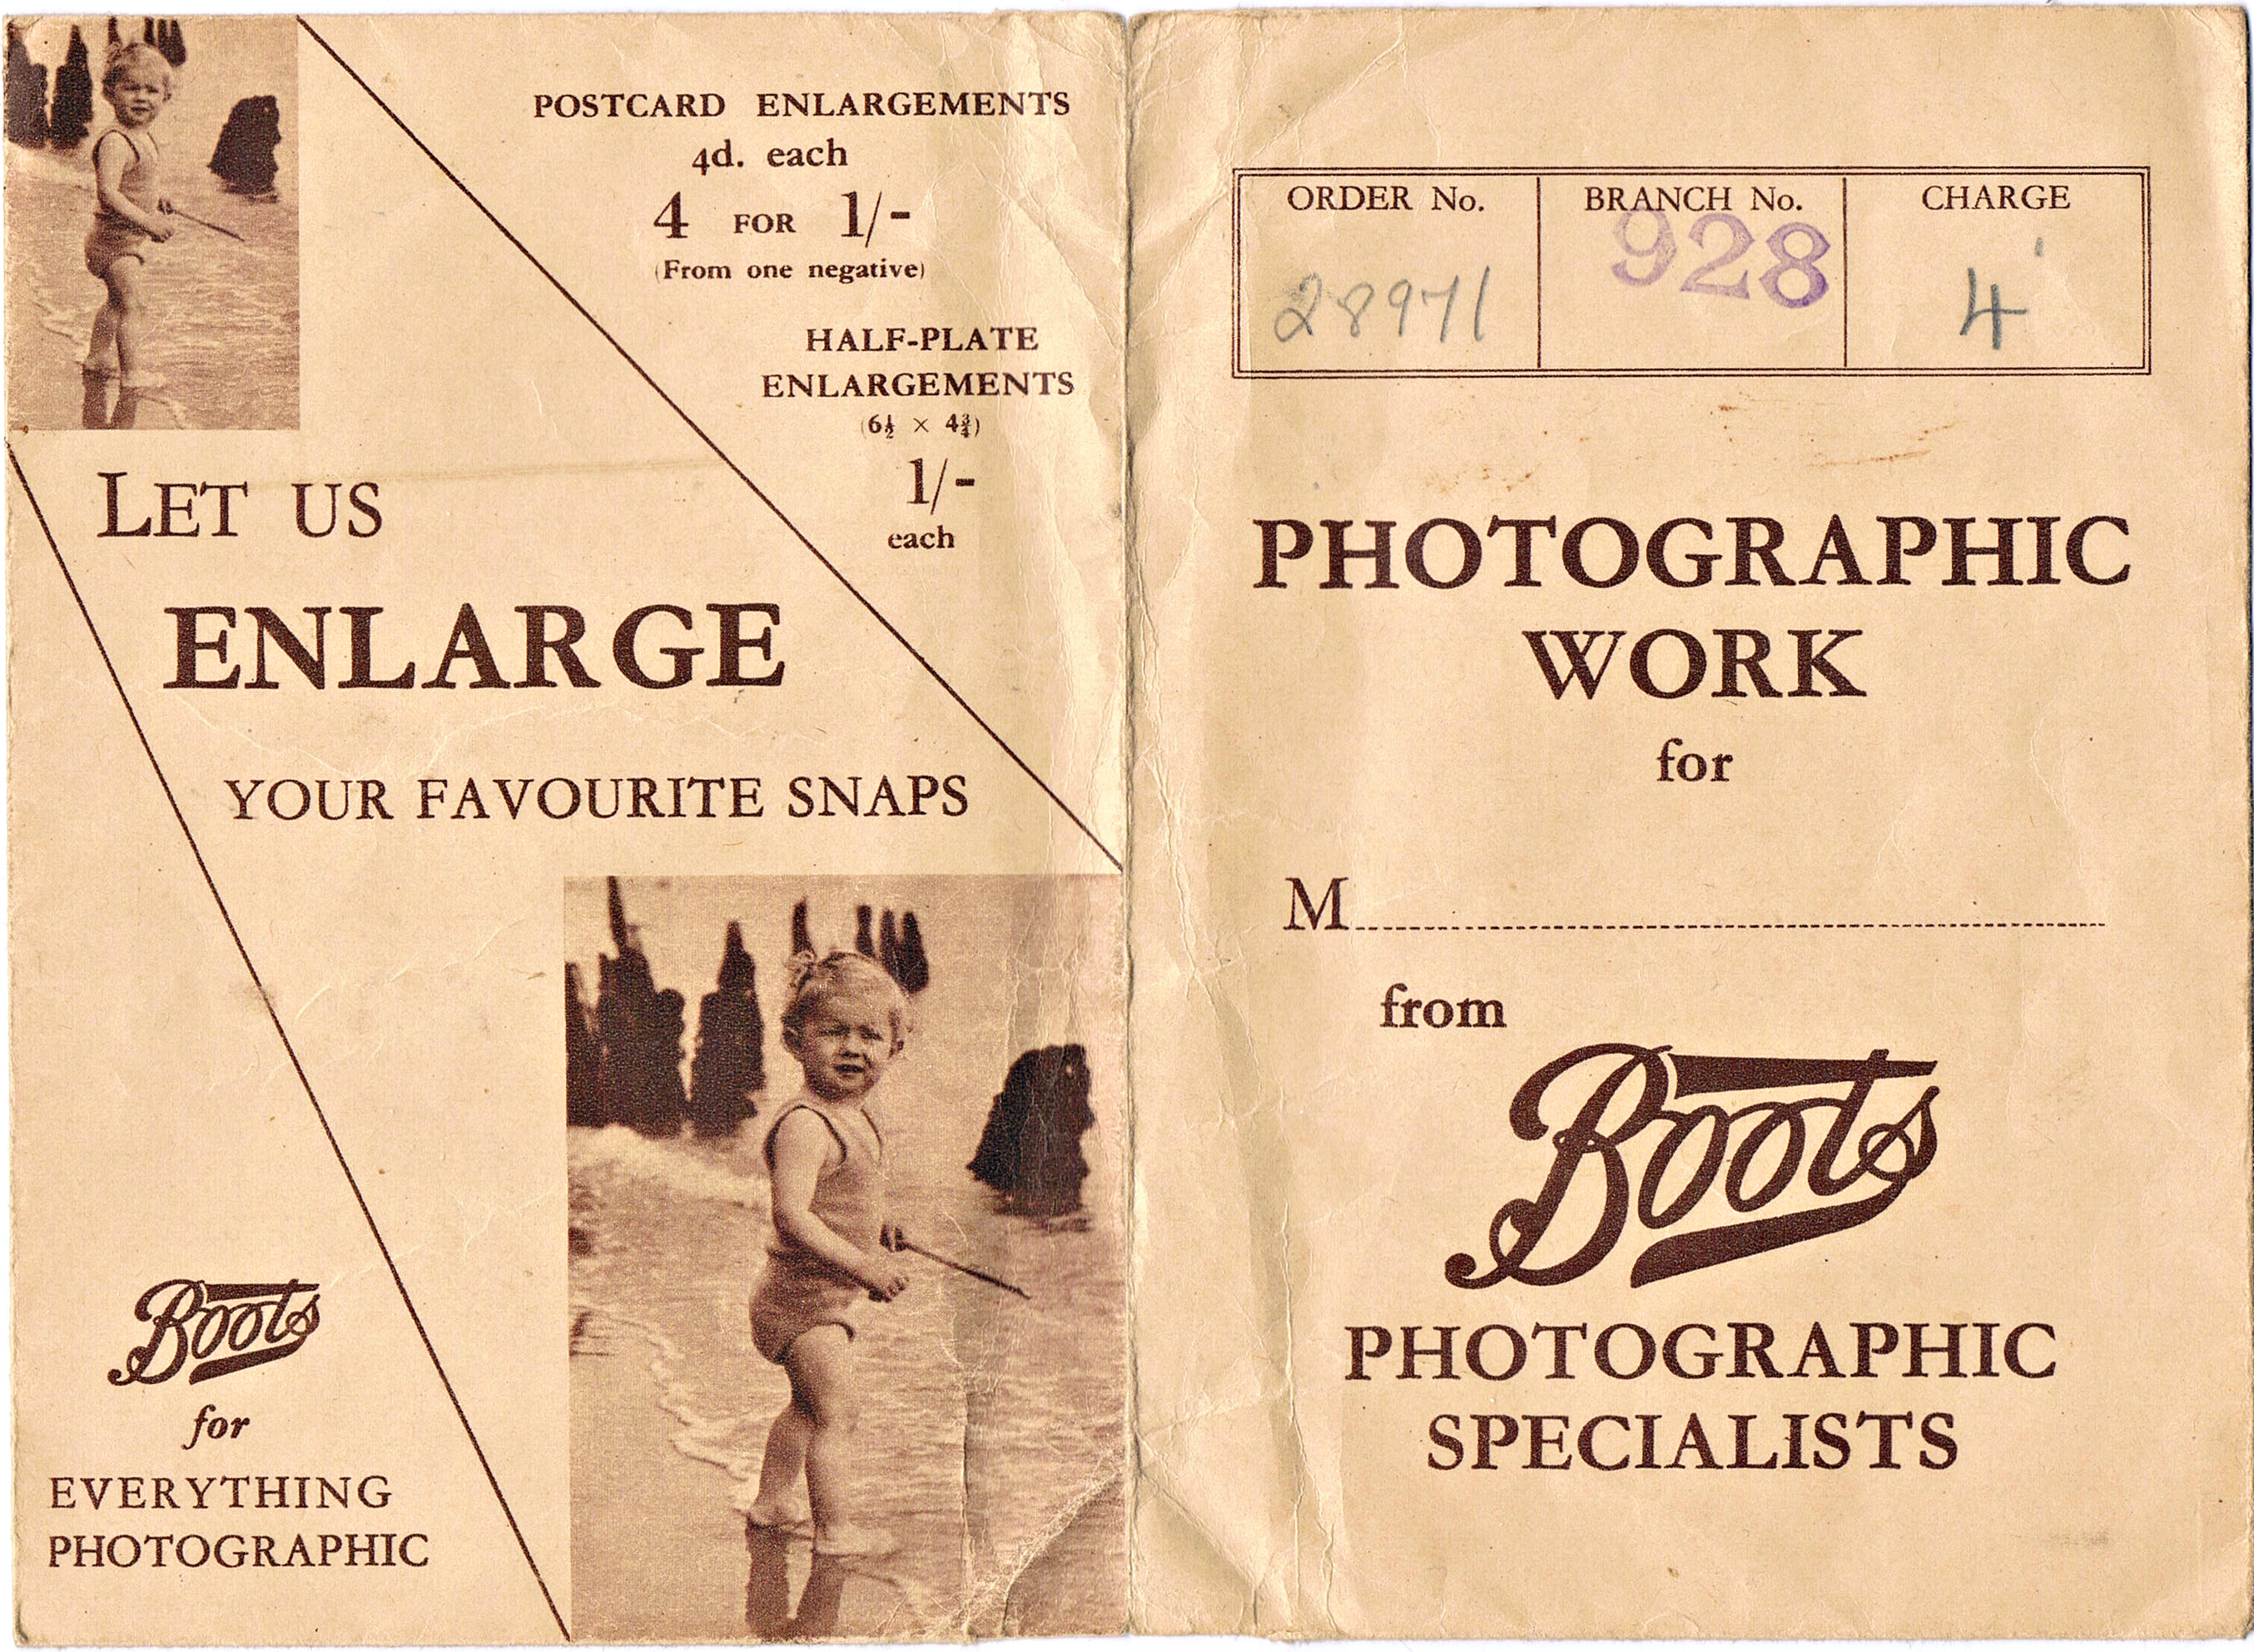 POSTCARD ENLARGEMENTS
4d. each
4 FOR 1/-
(From one negative)
HALF-PLATE
ENLARGEMENTS
(6½ × 4¾)
1/-
each
LET US
ENLARGE
YOUR FAVOURITE SNAPS
Boots
for
EVERYTHING
PHOTOGRAPHIC
ORDER No. BRANCH No. CHARGE
28971 928 4
PHOTOGRAPHIC
WORK
for
M
from
Boots
PHOTOGRAPHIC
SPECIALISTS